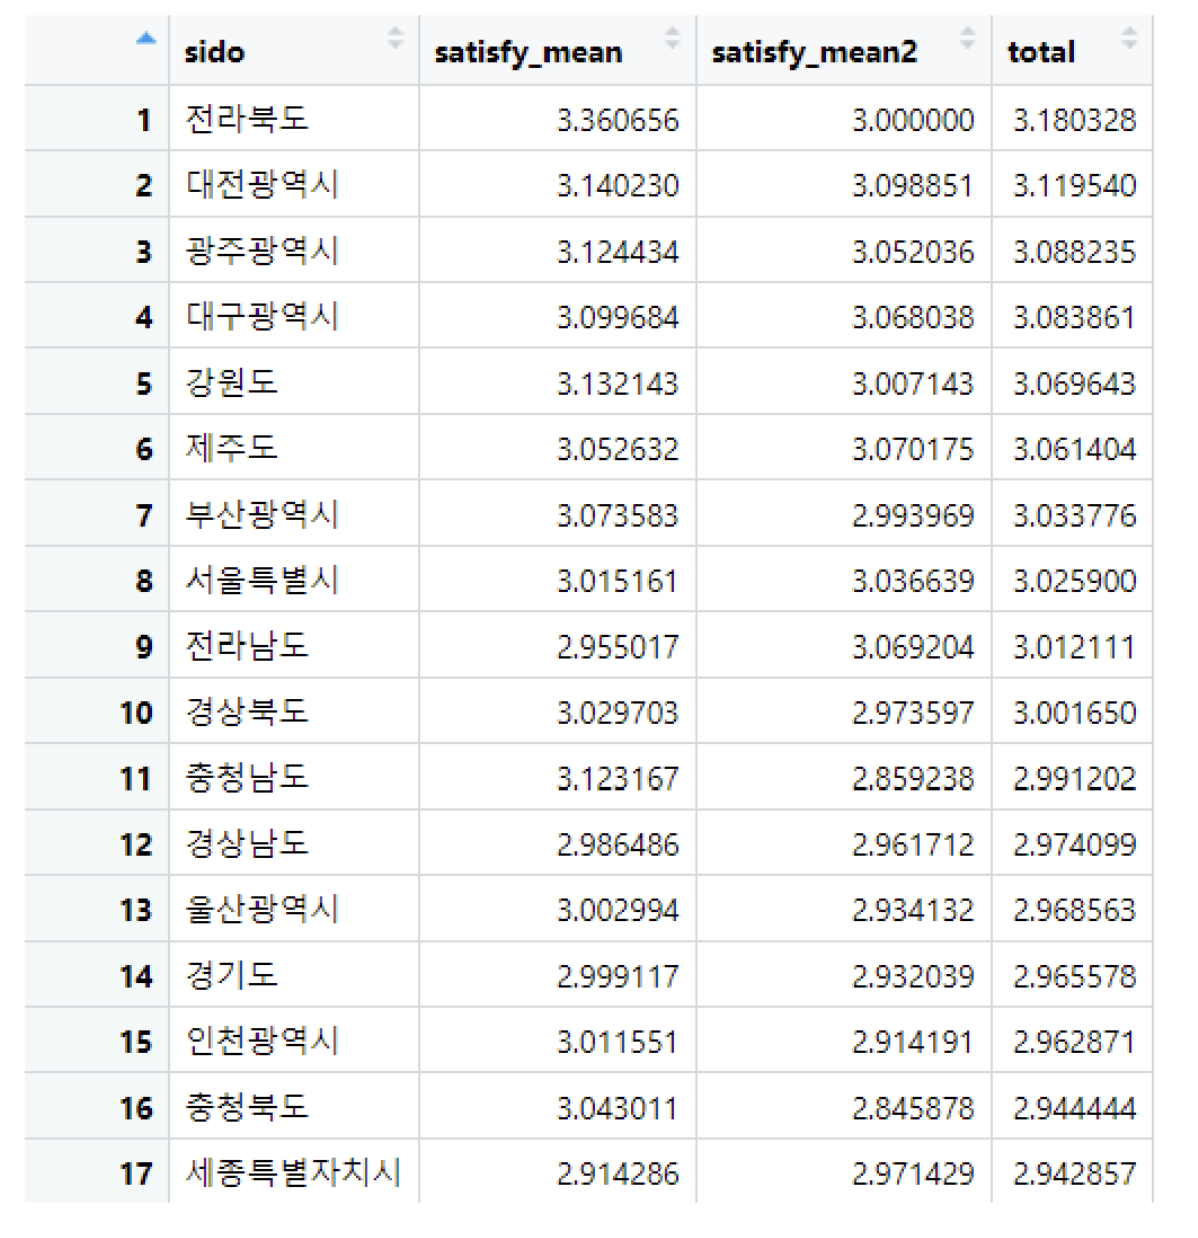 sido satisfy_mean satisfy_mean2 total
1 전라북도 3.360656 3.000000 3.180328
2 대전광역시 3.140230 3.098851 3.119540
3 광주광역시 3.124434 3.052036 3.088235
4 대구광역시 3.099684 3.068038 3.083861
5 강원도 3.132143 3.007143 3.069643
6 제주도 3.052632 3.070175 3.061404
7 부산광역시 3.073583 2.993969 3.033776
8 서울특별시 3.015161 3.036639 3.025900
9 전라남도 2.955017 3.069204 3.012111
10 경상북도 3.029703 2.973597 3.001650
11 충청남도 3.123167 2.859238 2.991202
12 경상남도 2.986486 2.961712 2.974099
13 울산광역시 3.002994 2.934132 2.968563
14 경기도 2.999117 2.932039 2.965578
15 인천광역시 3.011551 2.914191 2.962871
16 충청북도 3.043011 2.845878 2.944444
17 세종특별자치시 2.914286 2.971429 2.942857